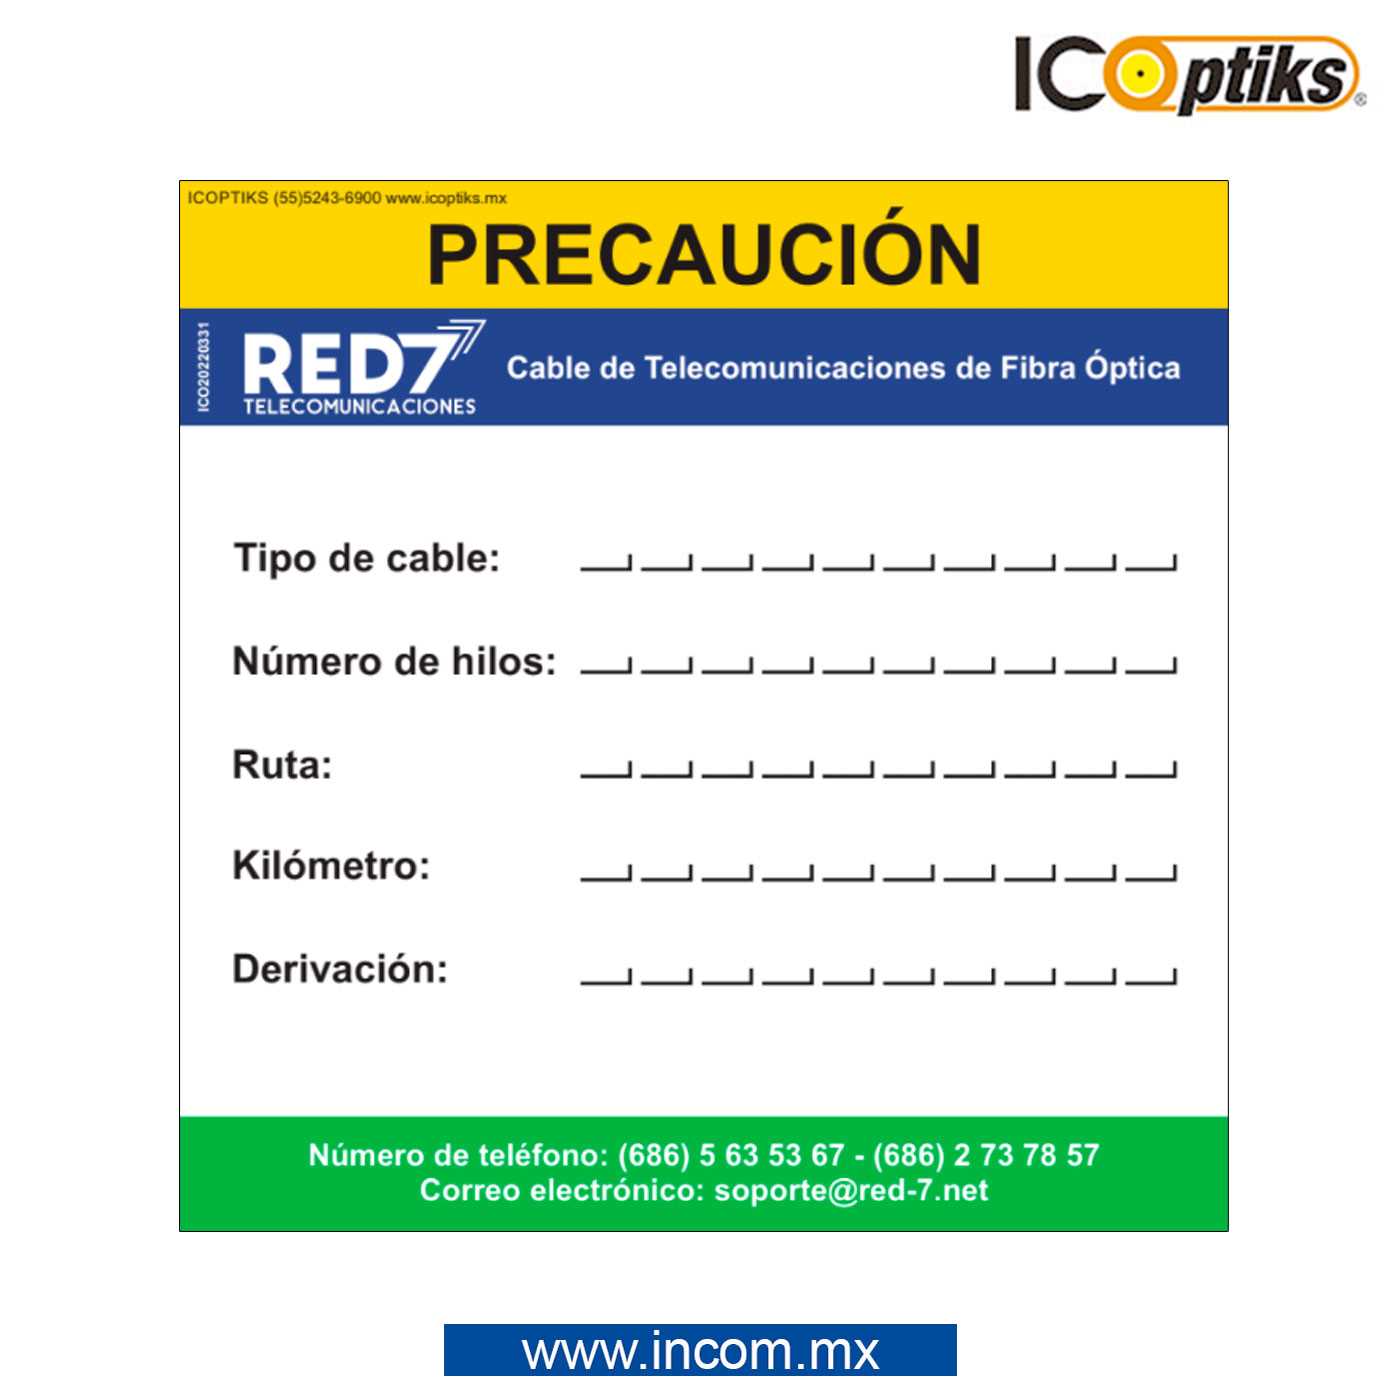 ICOptiks®
ICOPTIKS (55)5243-6900 www.icoptiks.mx
PRECAUCIÓN
ICO20220331
RED7
TELECOMUNICACIONES
Cable de Telecomunicaciones de Fibra Óptica
Tipo de cable:
Número de hilos:
Ruta:
Kilómetro:
Derivación:
Número de teléfono: (686) 5 63 53 67 - (686) 2 73 78 57
Correo electrónico: soporte@red-7.net
www.incom.mx